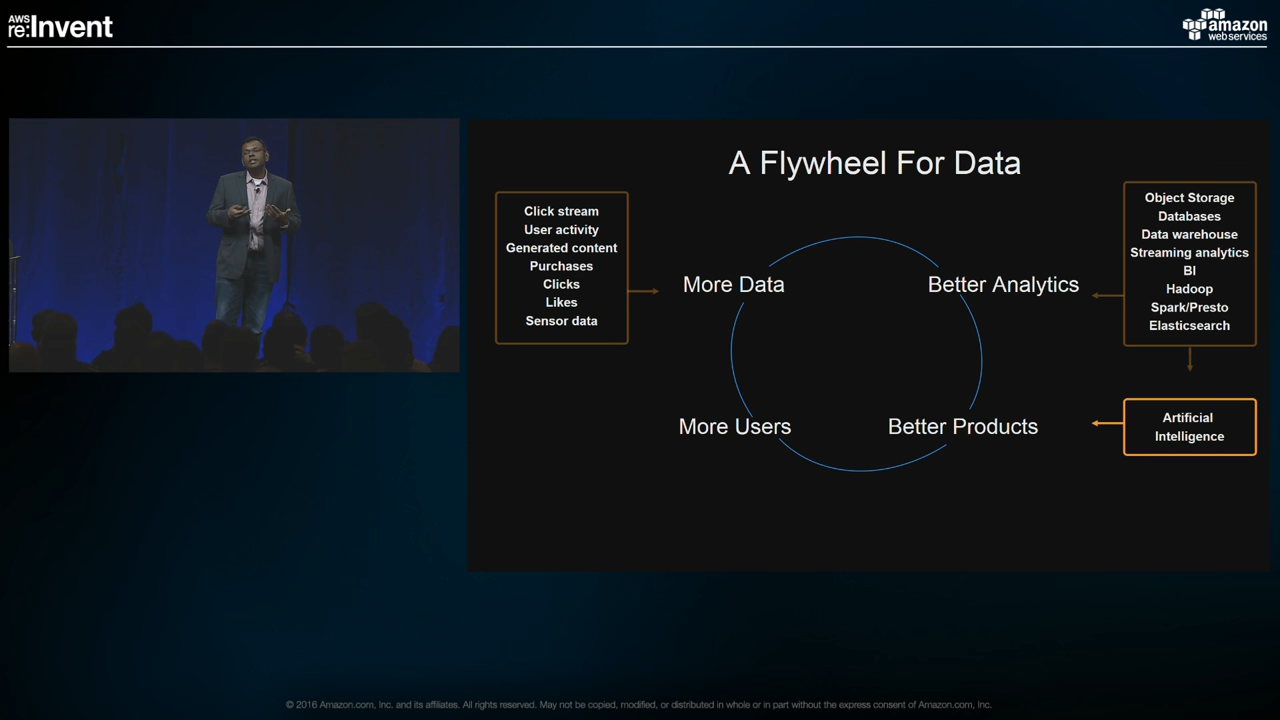 AWS
re:Invent
amazon
web services
A Flywheel For Data
Click stream
User activity
Generated content
Purchases
Clicks
Likes
Sensor data
More Data
Better Analytics
More Users
Better Products
Object Storage
Databases
Data warehouse
Streaming analytics
BI
Hadoop
Spark/Presto
Elasticsearch
Artificial
Intelligence
© 2016 Amazon.com, Inc. and its affiliates. All rights reserved. May not be copied, modified, or distributed in whole or in part without the express consent of Amazon.com, Inc.